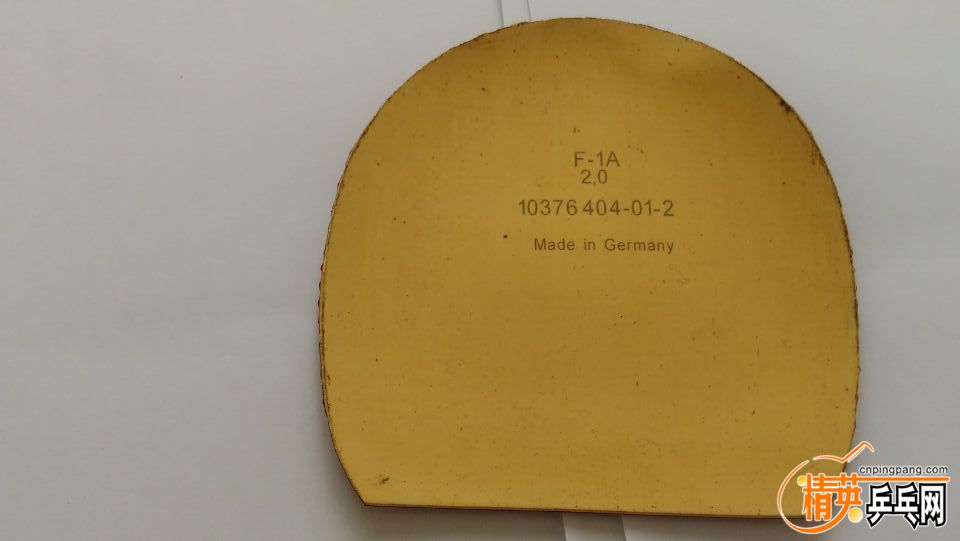 F-1A
2,0
10376 404-01-2
Made in Germany
cnpingpang.com
精英乒乓网